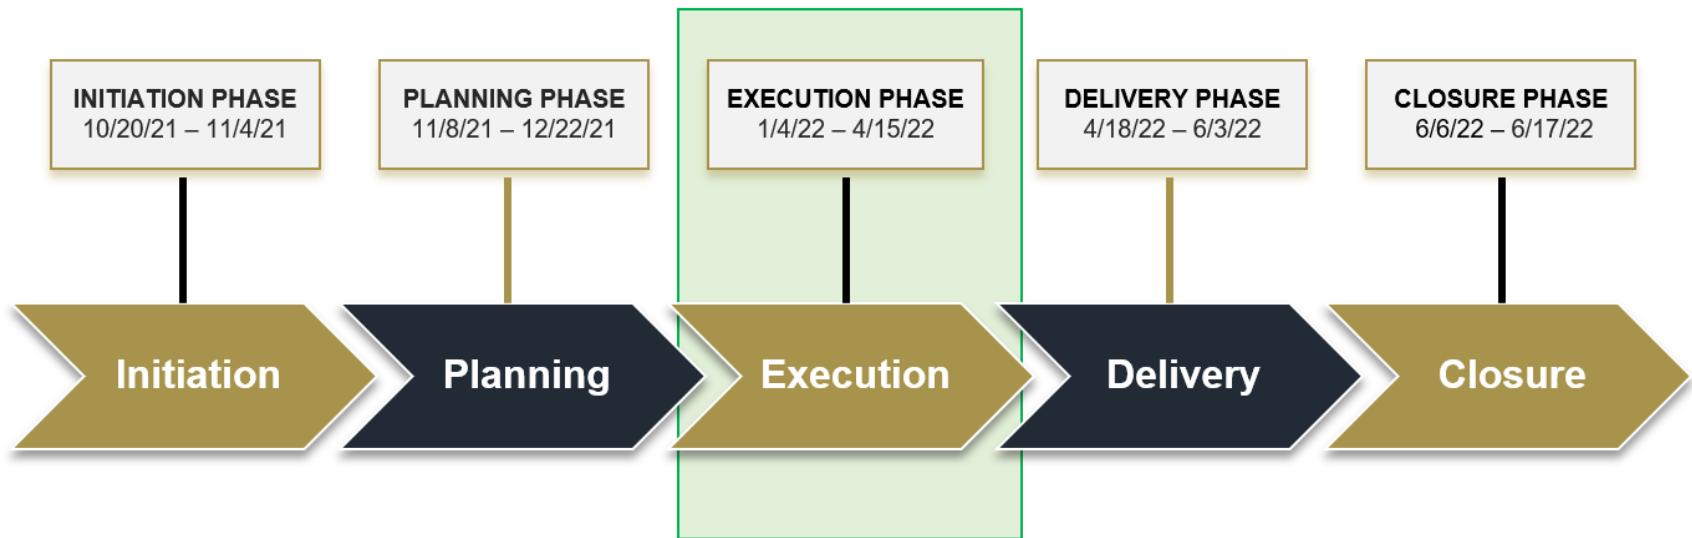 INITIATION PHASE
10/20/21 – 11/4/21
PLANNING PHASE
11/8/21 – 12/22/21
EXECUTION PHASE
1/4/22 – 4/15/22
DELIVERY PHASE
4/18/22 – 6/3/22
CLOSURE PHASE
6/6/22 – 6/17/22
Initiation
Planning
Execution
Delivery
Closure